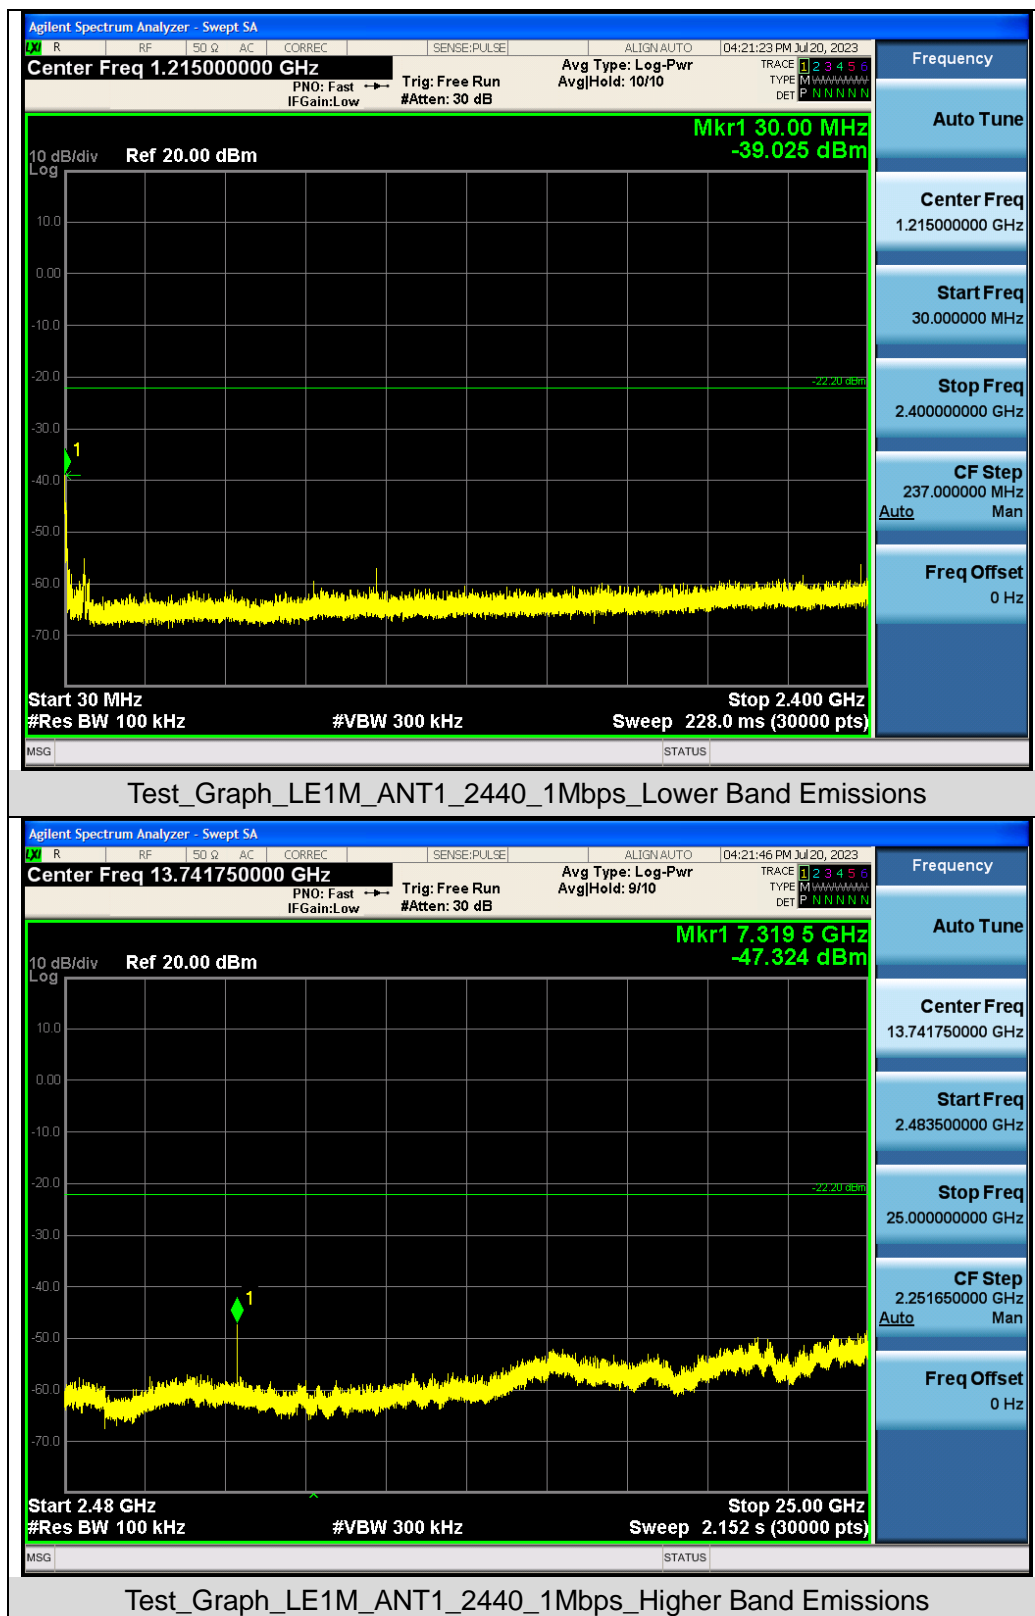 Agilent Spectrum Analyzer - Swept SA
LXI R RF 50 Ω AC CORREC SENSE:PULSE ALIGN AUTO 04:21:23 PM Jul 20, 2023
Center Freq 1.215000000 GHz
PNO: Fast
IFGain:Low
Trig: Free Run
#Atten: 30 dB
Avg Type: Log-Pwr
Avg|Hold: 10/10
TRACE 1 2 3 4 5 6
TYPE M
DET P N N N N N
Mkr1 30.00 MHz
-39.025 dBm
10 dB/div
Log
Ref 20.00 dBm
10.0
0.00
-10.0
-20.0
-22.20 dBm
-30.0
1
-40.0
-50.0
-60.0
-70.0
Start 30 MHz
Stop 2.400 GHz
#Res BW 100 kHz
#VBW 300 kHz
Sweep 228.0 ms (30000 pts)
MSG
STATUS
Frequency
Auto Tune
Center Freq
1.215000000 GHz
Start Freq
30.000000 MHz
Stop Freq
2.400000000 GHz
CF Step
237.000000 MHz
Auto Man
Freq Offset
0 Hz
Test_Graph_LE1M_ANT1_2440_1Mbps_Lower Band Emissions
Agilent Spectrum Analyzer - Swept SA
LXI R RF 50 Ω AC CORREC SENSE:PULSE ALIGN AUTO 04:21:46 PM Jul 20, 2023
Center Freq 13.741750000 GHz
PNO: Fast
IFGain:Low
Trig: Free Run
#Atten: 30 dB
Avg Type: Log-Pwr
Avg|Hold: 9/10
TRACE 1 2 3 4 5 6
TYPE M
DET P N N N N N
Mkr1 7.319 5 GHz
-47.324 dBm
10 dB/div
Log
Ref 20.00 dBm
10.0
0.00
-10.0
-20.0
-22.20 dBm
-30.0
-40.0
1
-50.0
-60.0
-70.0
Start 2.48 GHz
Stop 25.00 GHz
#Res BW 100 kHz
#VBW 300 kHz
Sweep 2.152 s (30000 pts)
MSG
STATUS
Frequency
Auto Tune
Center Freq
13.741750000 GHz
Start Freq
2.483500000 GHz
Stop Freq
25.000000000 GHz
CF Step
2.251650000 GHz
Auto Man
Freq Offset
0 Hz
Test_Graph_LE1M_ANT1_2440_1Mbps_Higher Band Emissions